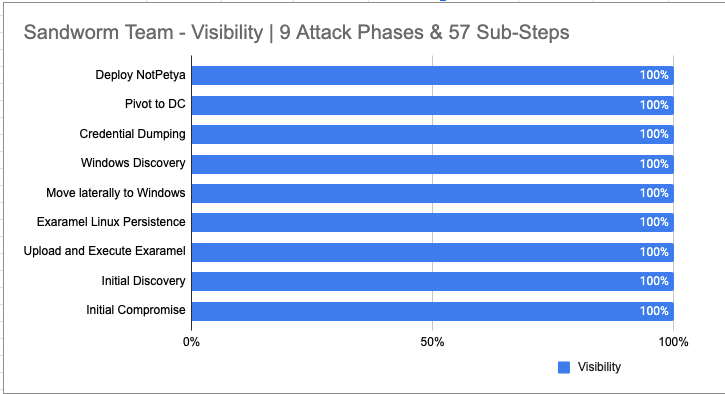 Sandworm Team - Visibility | 9 Attack Phases & 57 Sub-Steps
Deploy NotPetya 100%
Pivot to DC 100%
Credential Dumping 100%
Windows Discovery 100%
Move laterally to Windows 100%
Exaramel Linux Persistence 100%
Upload and Execute Exaramel 100%
Initial Discovery 100%
Initial Compromise 100%
0% 50% 100%
Visibility